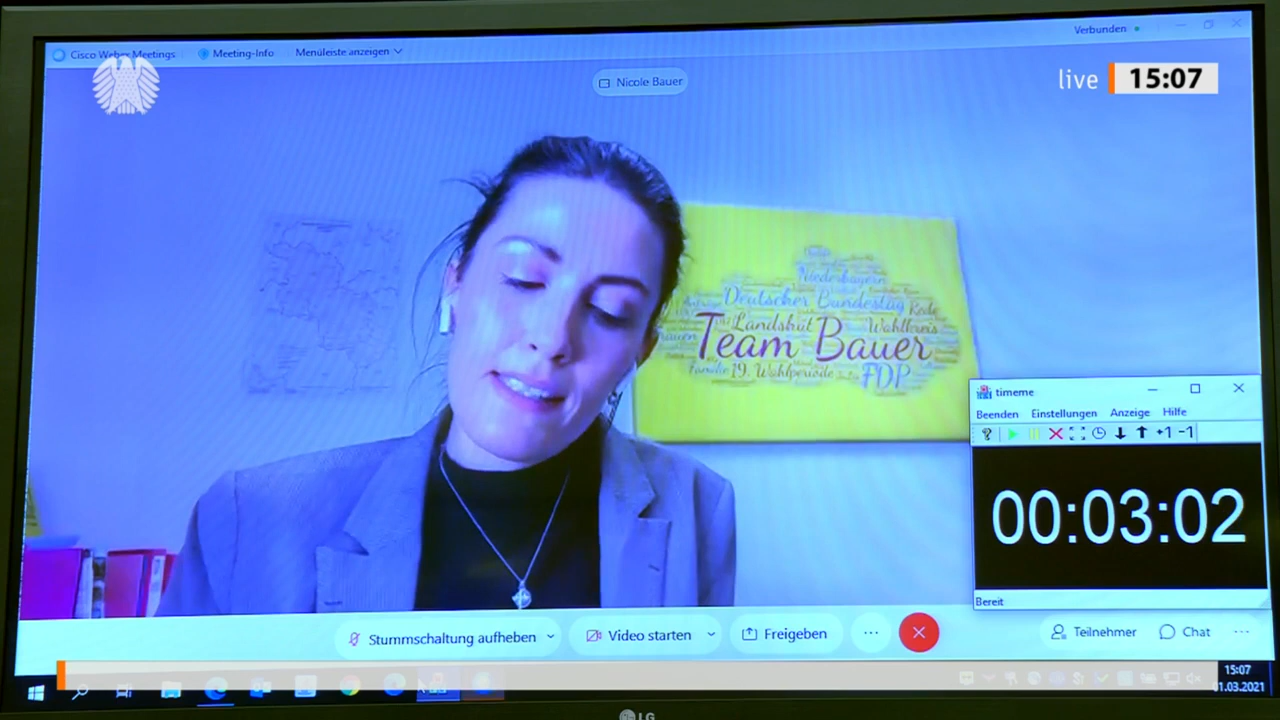 Cisco Webex Meetings
Meeting-Info
Menüleiste anzeigen
Verbunden
Nicole Bauer
live
15:07
Niederbayern
Deutscher Bundestag
Rede
Landshut
Wahlkreis
Team Bauer
Familie
19. Wahlperiode
FDP
timeme
Beenden Einstellungen Anzeige Hilfe
+1 -1
00:03:02
Bereit
Stummschaltung aufheben
Video starten
Freigeben
Teilnehmer
Chat
15:07
01.03.2021
LG